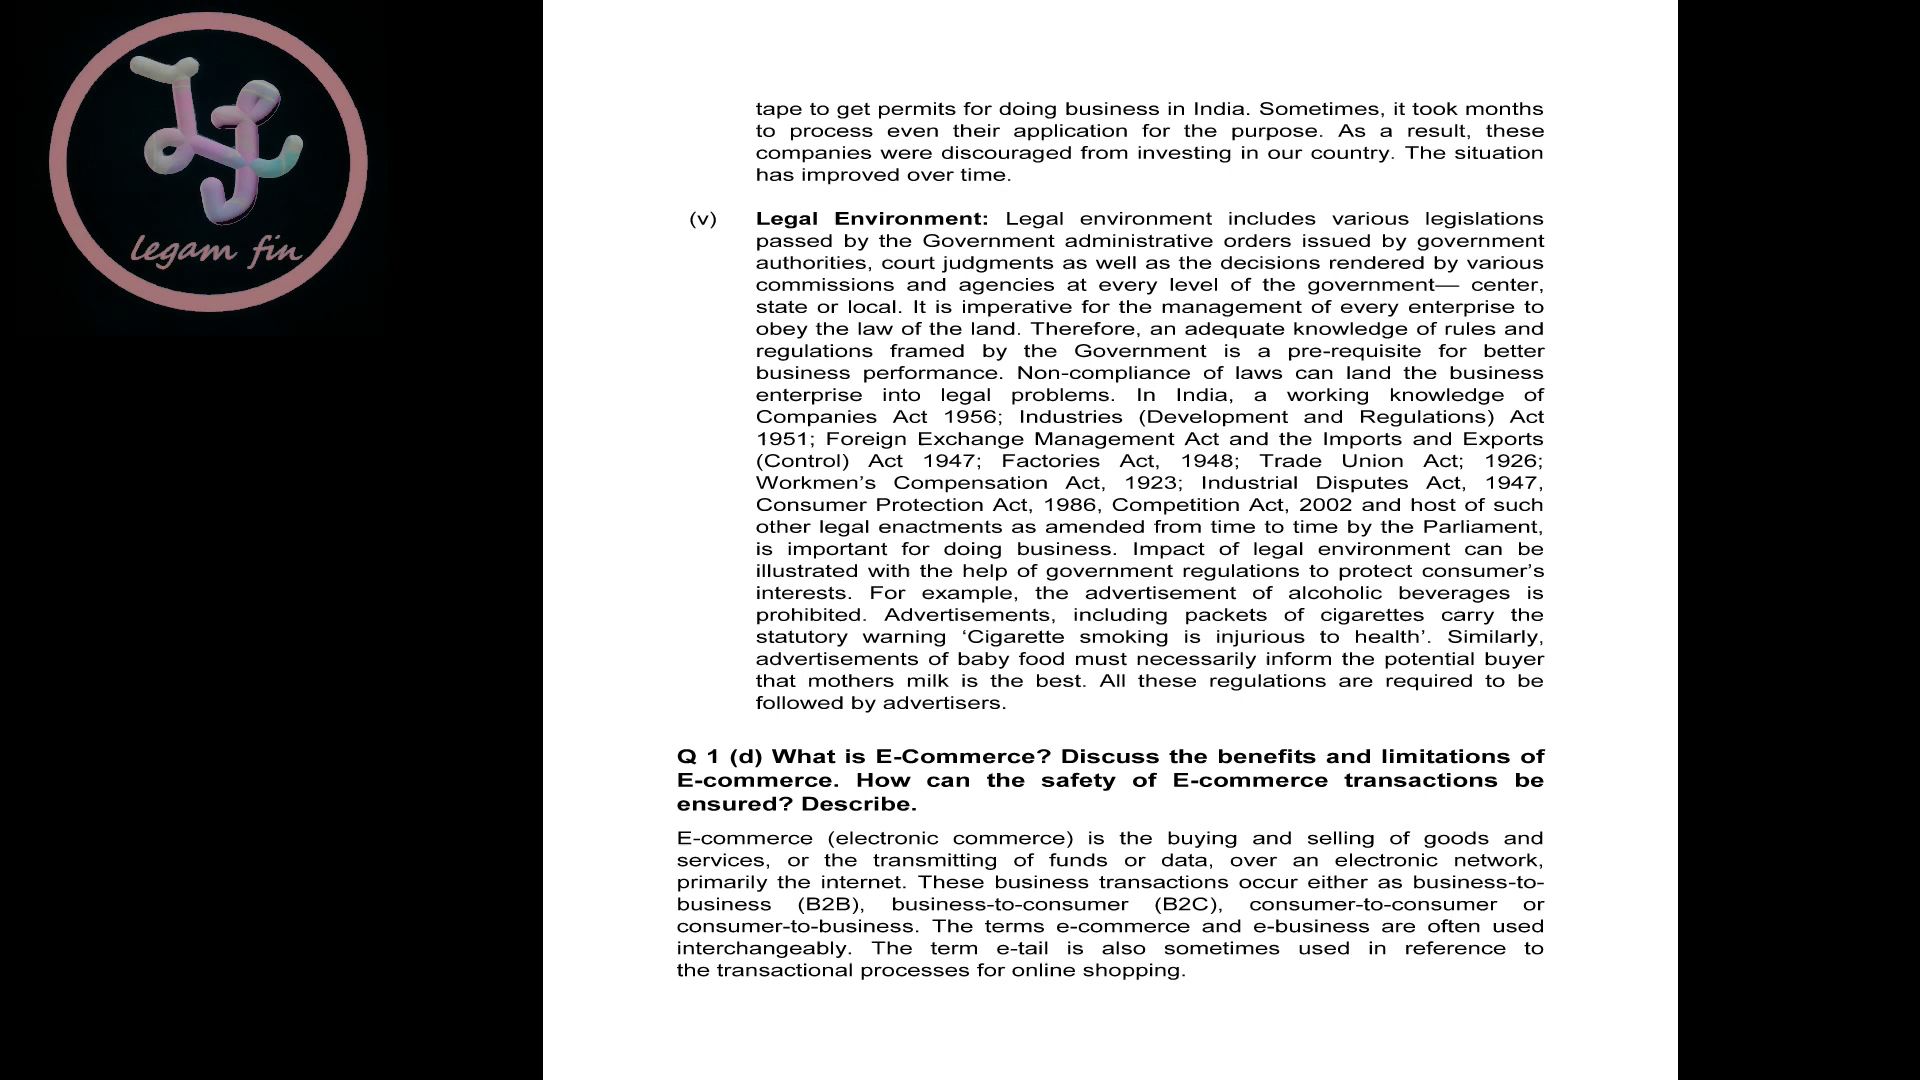 legam fin
tape to get permits for doing business in India. Sometimes, it took months
to process even their application for the purpose. As a result, these
companies were discouraged from investing in our country. The situation
has improved over time.
(v) Legal Environment: Legal environment includes various legislations
passed by the Government administrative orders issued by government
authorities, court judgments as well as the decisions rendered by various
commissions and agencies at every level of the government— center,
state or local. It is imperative for the management of every enterprise to
obey the law of the land. Therefore, an adequate knowledge of rules and
regulations framed by the Government is a pre-requisite for better
business performance. Non-compliance of laws can land the business
enterprise into legal problems. In India, a working knowledge of
Companies Act 1956; Industries (Development and Regulations) Act
1951; Foreign Exchange Management Act and the Imports and Exports
(Control) Act 1947; Factories Act, 1948; Trade Union Act; 1926;
Workmen’s Compensation Act, 1923; Industrial Disputes Act, 1947,
Consumer Protection Act, 1986, Competition Act, 2002 and host of such
other legal enactments as amended from time to time by the Parliament,
is important for doing business. Impact of legal environment can be
illustrated with the help of government regulations to protect consumer’s
interests. For example, the advertisement of alcoholic beverages is
prohibited. Advertisements, including packets of cigarettes carry the
statutory warning ‘Cigarette smoking is injurious to health’. Similarly,
advertisements of baby food must necessarily inform the potential buyer
that mothers milk is the best. All these regulations are required to be
followed by advertisers.
Q 1 (d) What is E-Commerce? Discuss the benefits and limitations of
E-commerce. How can the safety of E-commerce transactions be
ensured? Describe.
E-commerce (electronic commerce) is the buying and selling of goods and
services, or the transmitting of funds or data, over an electronic network,
primarily the internet. These business transactions occur either as business-to-
business (B2B), business-to-consumer (B2C), consumer-to-consumer or
consumer-to-business. The terms e-commerce and e-business are often used
interchangeably. The term e-tail is also sometimes used in reference to
the transactional processes for online shopping.